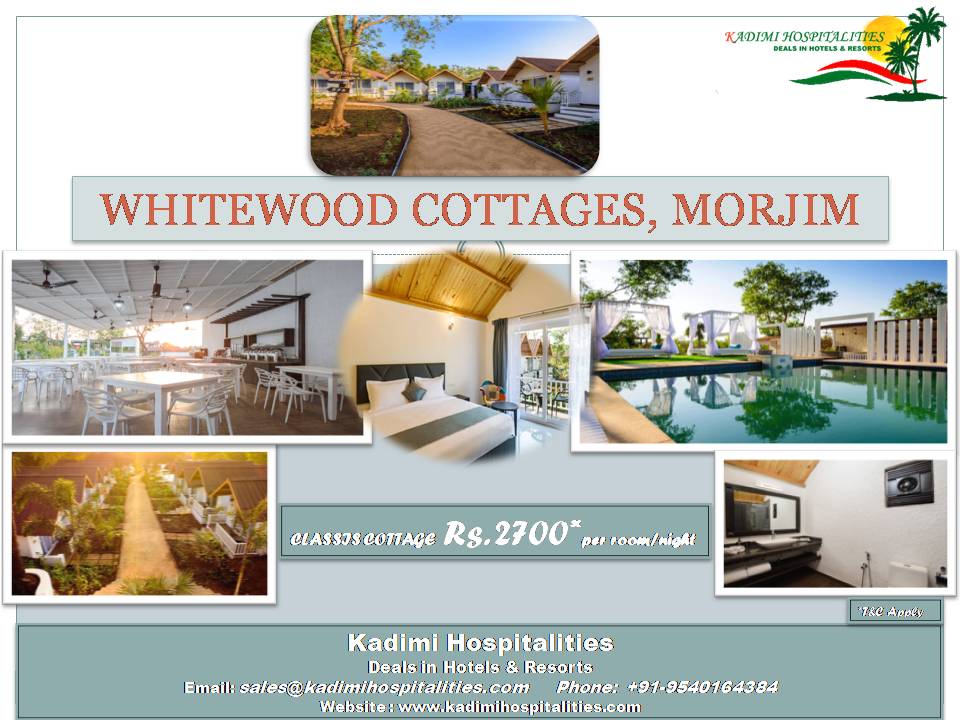 KADIMI HOSPITALITIES
DEALS IN HOTELS & RESORTS
WHITEWOOD COTTAGES, MORJIM
CLASSIS COTTAGE Rs.2700* per room/night
*T&C Apply
Kadimi Hospitalities
Deals in Hotels & Resorts
Email: sales@kadimihospitalities.com Phone: +91-9540164384
Website : www.kadimihospitalities.com